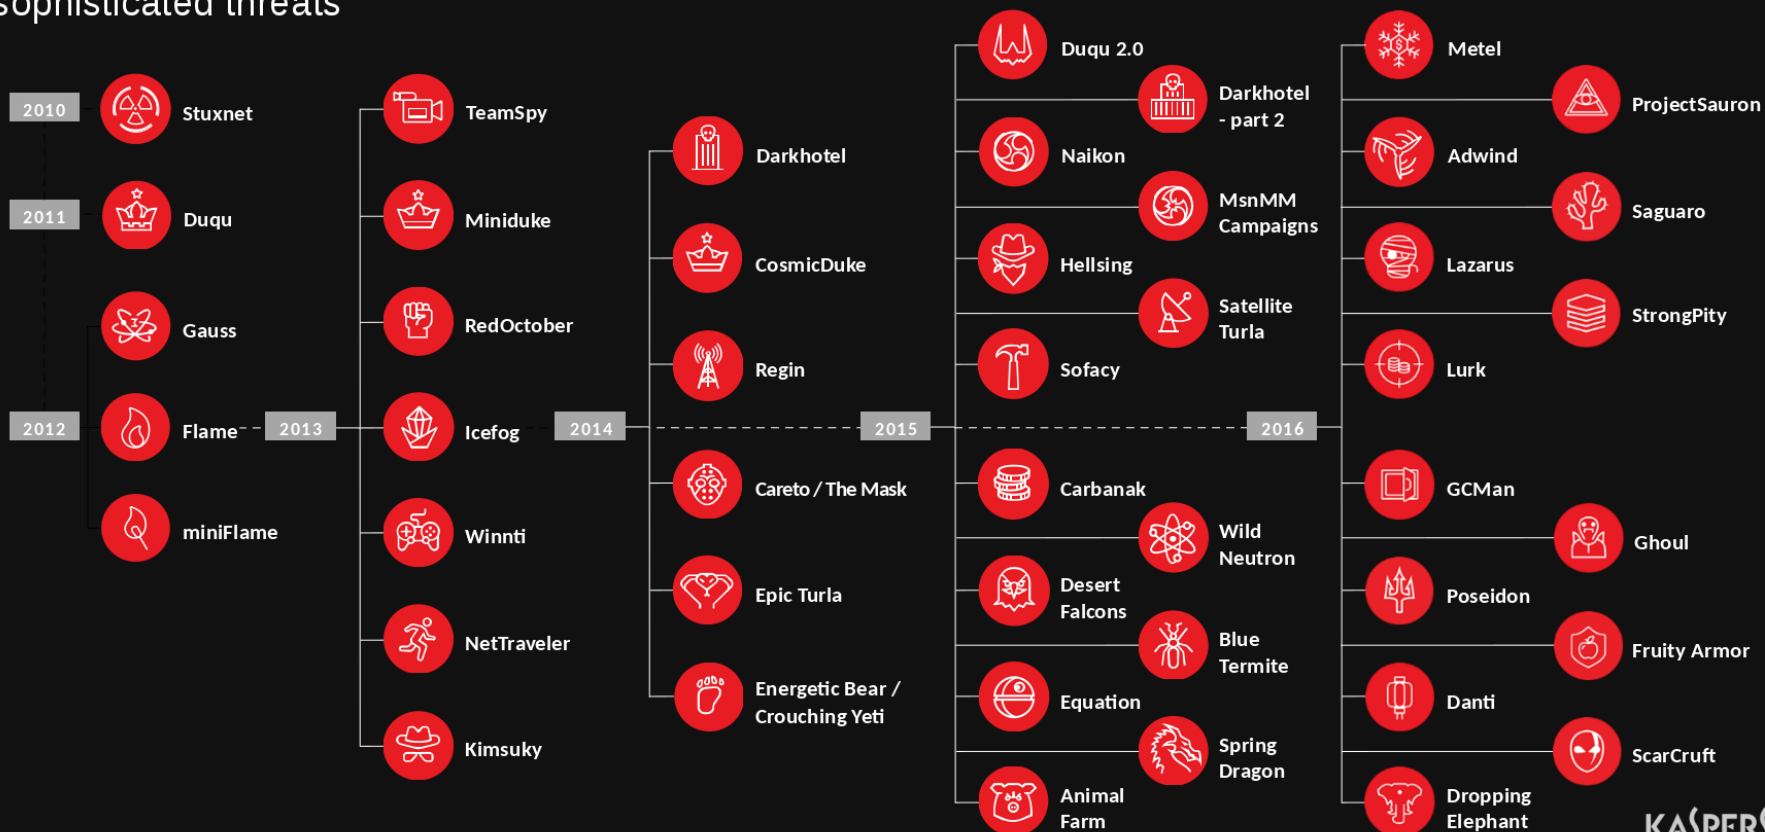 sophisticated threats
2010
Stuxnet
2011
Duqu
2012
Gauss
Flame
miniFlame
2013
TeamSpy
Miniduke
RedOctober
Icefog
Winnti
NetTraveler
Kimsuky
2014
Darkhotel
CosmicDuke
Regin
Careto / The Mask
Epic Turla
Energetic Bear /
Crouching Yeti
2015
Duqu 2.0
Darkhotel
- part 2
Naikon
MsnMM
Campaigns
Hellsing
Satellite
Turla
Sofacy
Carbanak
Wild
Neutron
Desert
Falcons
Blue
Termite
Equation
Spring
Dragon
Animal
Farm
2016
Metel
ProjectSauron
Adwind
Saguaro
Lazarus
StrongPity
Lurk
GCMan
Ghoul
Poseidon
Fruity Armor
Danti
ScarCruft
Dropping
Elephant